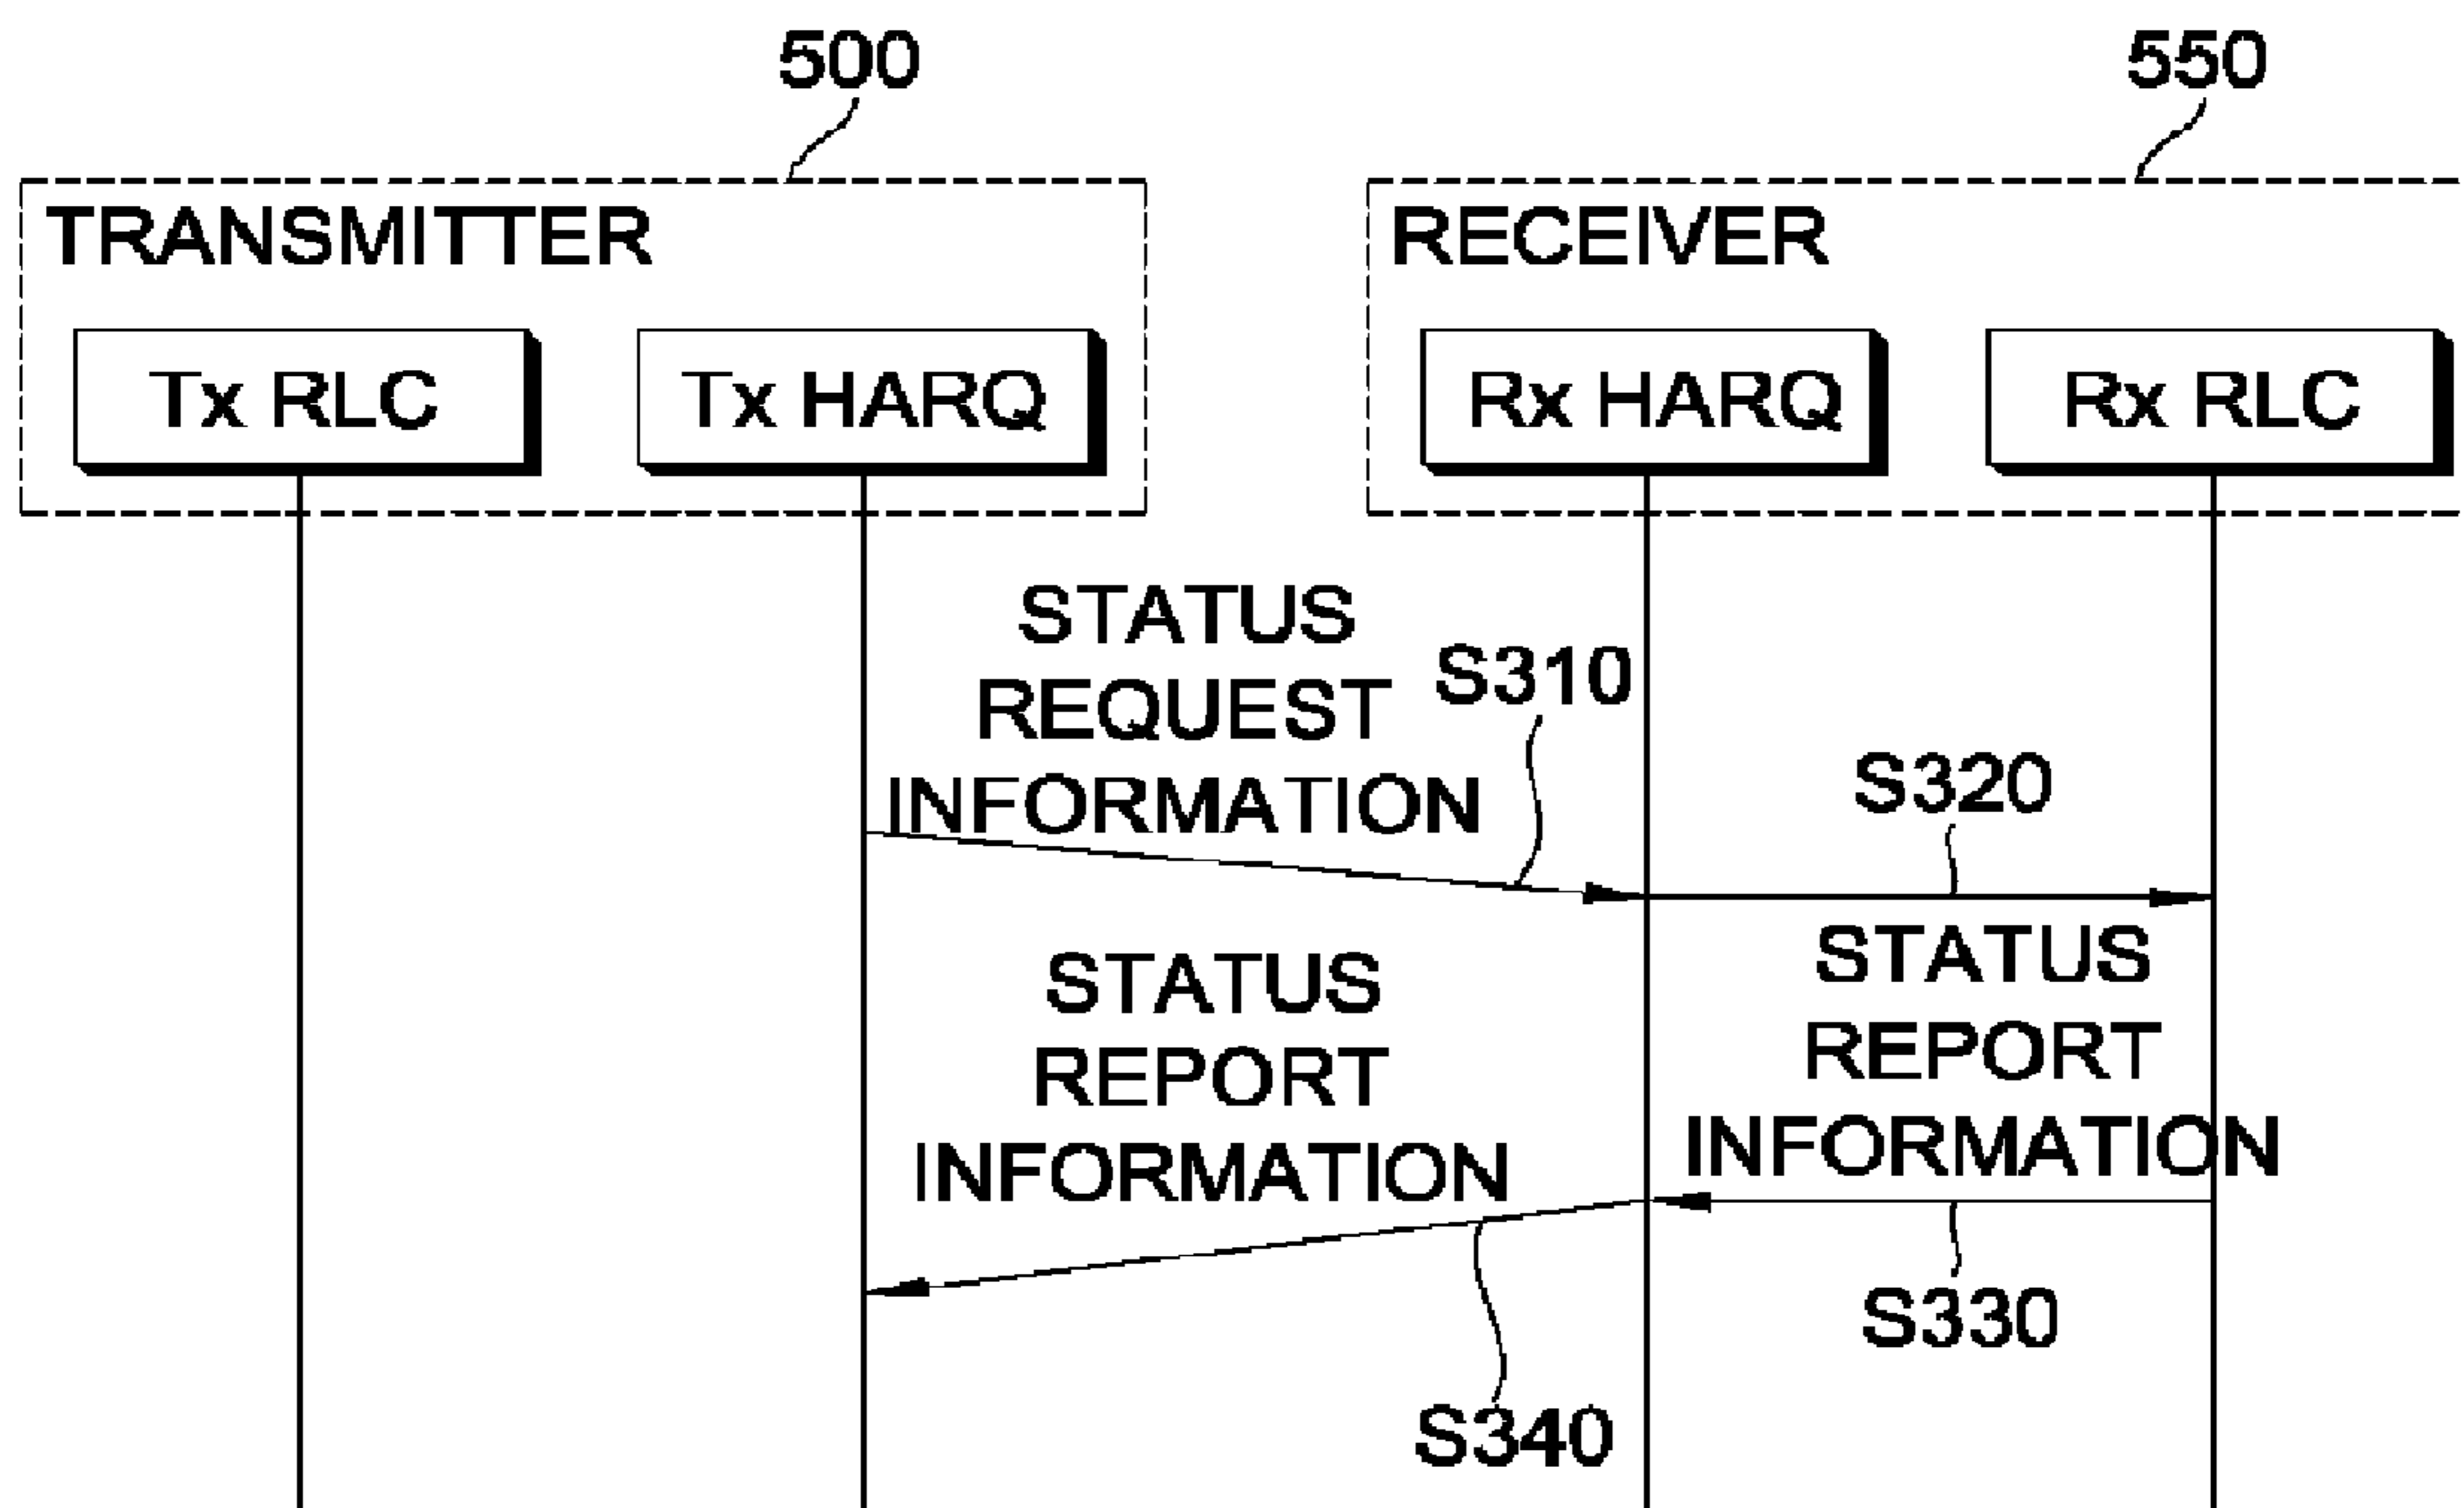 500
550
TRANSMITTER
RECEIVER
Tx RLC
Tx HARQ
Rx HARQ
Rx RLC
STATUS
REQUEST
INFORMATION
S310
S320
STATUS
REPORT
INFORMATION
STATUS
REPORT
INFORMATION
S330
S340